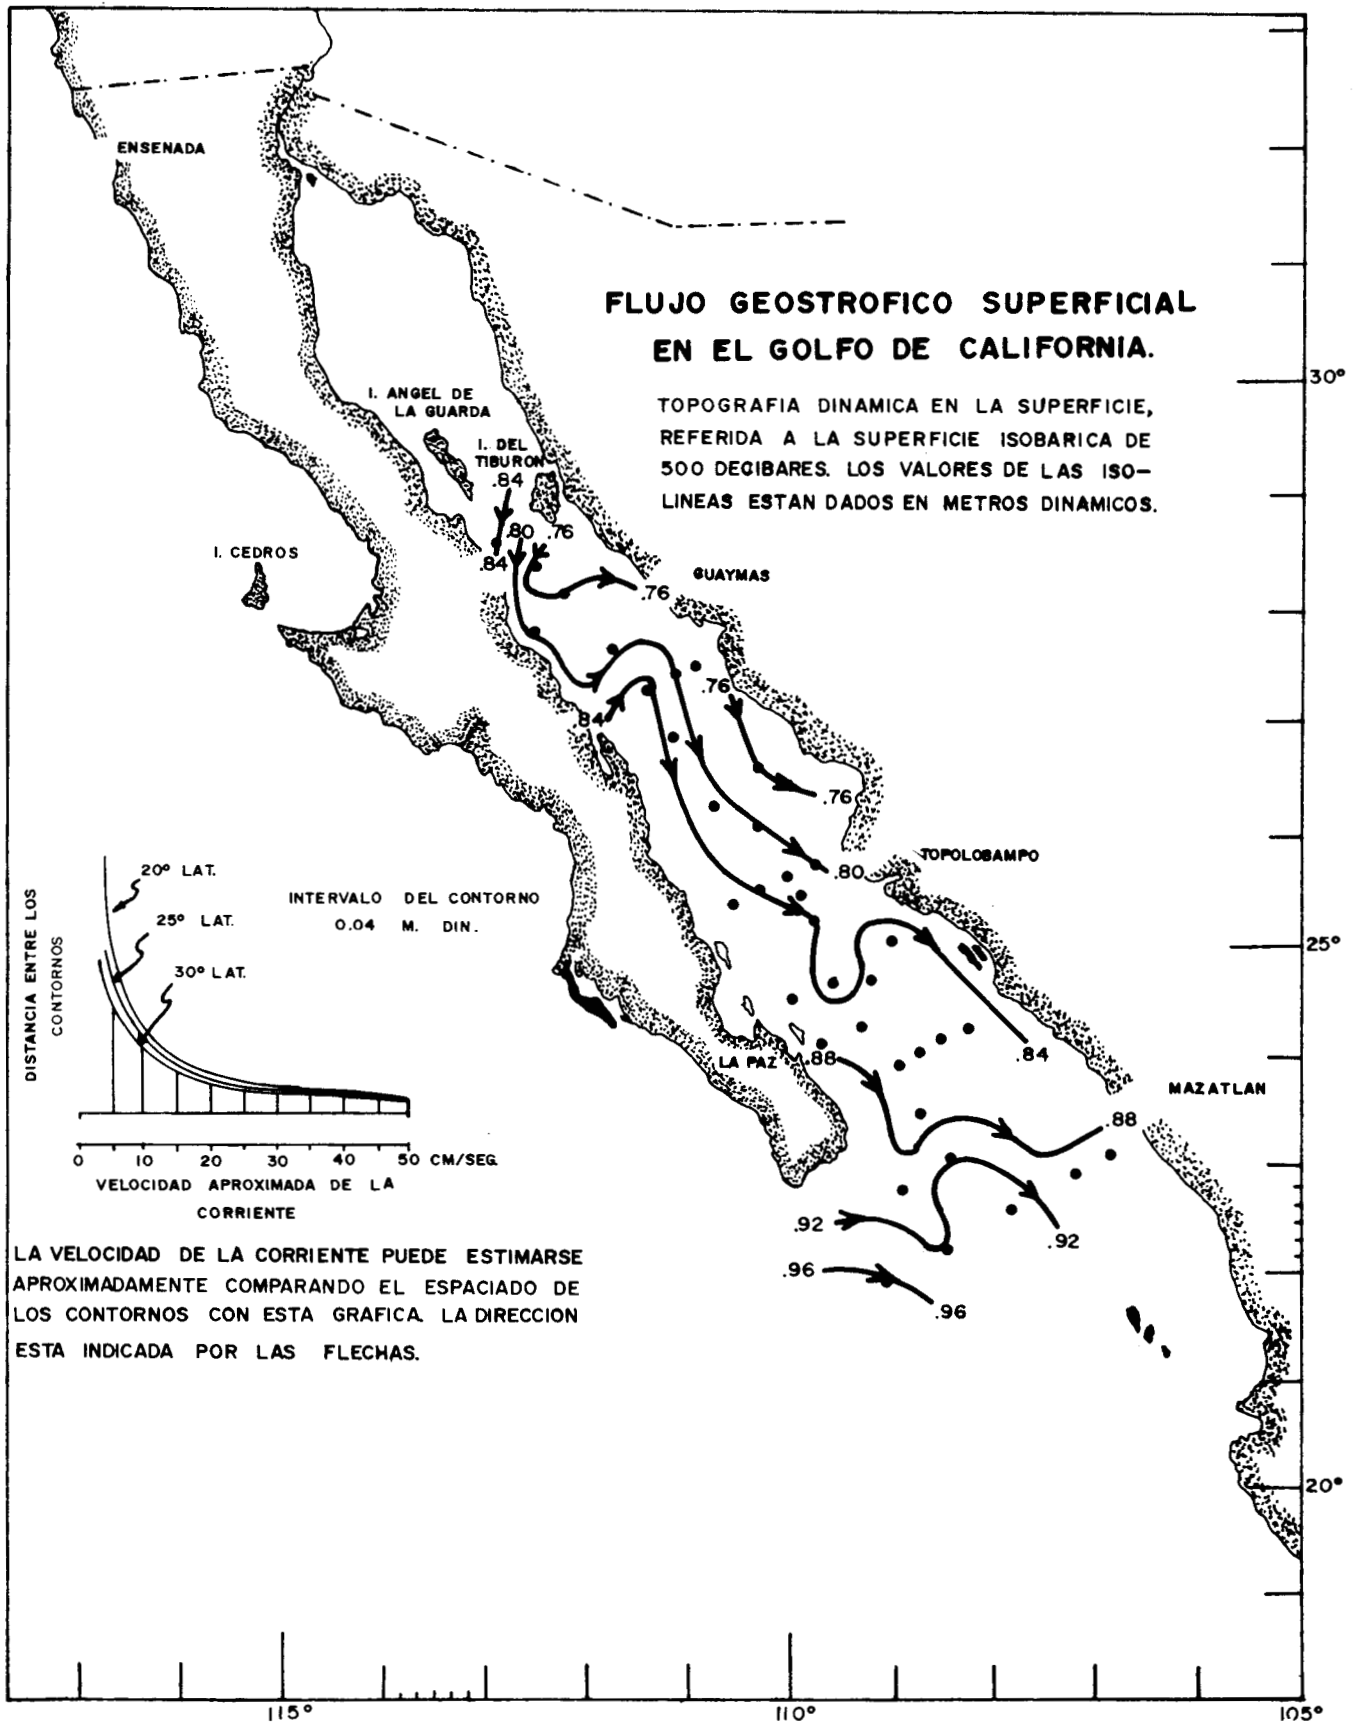 ENSENADA
FLUJO GEOSTROFICO SUPERFICIAL
EN EL GOLFO DE CALIFORNIA.
TOPOGRAFIA DINAMICA EN LA SUPERFICIE,
REFERIDA A LA SUPERFICIE ISOBARICA DE
500 DECIBARES. LOS VALORES DE LAS ISO-
LINEAS ESTAN DADOS EN METROS DINAMICOS.
30°
I. ANGEL DE
LA GUARDA
I. DEL
TIBURON
.84
.80
.76
.84
I. CEDROS
GUAYMAS
.76
.76
.84
.76
TOPOLOBAMPO
.80
25°
DISTANCIA ENTRE LOS
CONTORNOS
20° LAT.
25° LAT.
30° LAT.
INTERVALO DEL CONTORNO
0.04 M. DIN.
LA PAZ
.88
.84
MAZATLAN
.88
0 10 20 30 40 50 CM/SEG.
VELOCIDAD APROXIMADA DE LA
CORRIENTE
.92
.92
.96
.96
LA VELOCIDAD DE LA CORRIENTE PUEDE ESTIMARSE
APROXIMADAMENTE COMPARANDO EL ESPACIADO DE
LOS CONTORNOS CON ESTA GRAFICA. LA DIRECCION
ESTA INDICADA POR LAS FLECHAS.
20°
115° 110° 105°